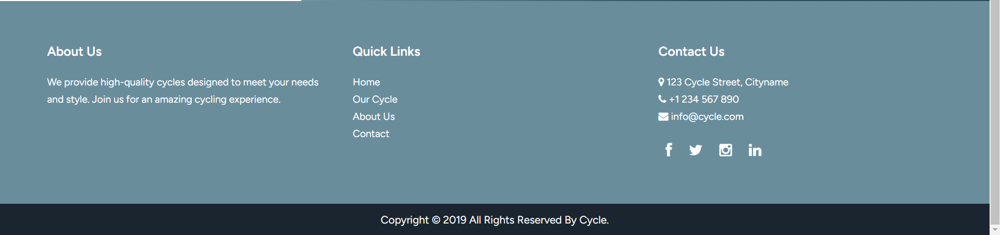 About Us
We provide high-quality cycles designed to meet your needs
and style. Join us for an amazing cycling experience.
Quick Links
Home
Our Cycle
About Us
Contact
Contact Us
123 Cycle Street, Cityname
+1 234 567 890
info@cycle.com
Copyright © 2019 All Rights Reserved By Cycle.